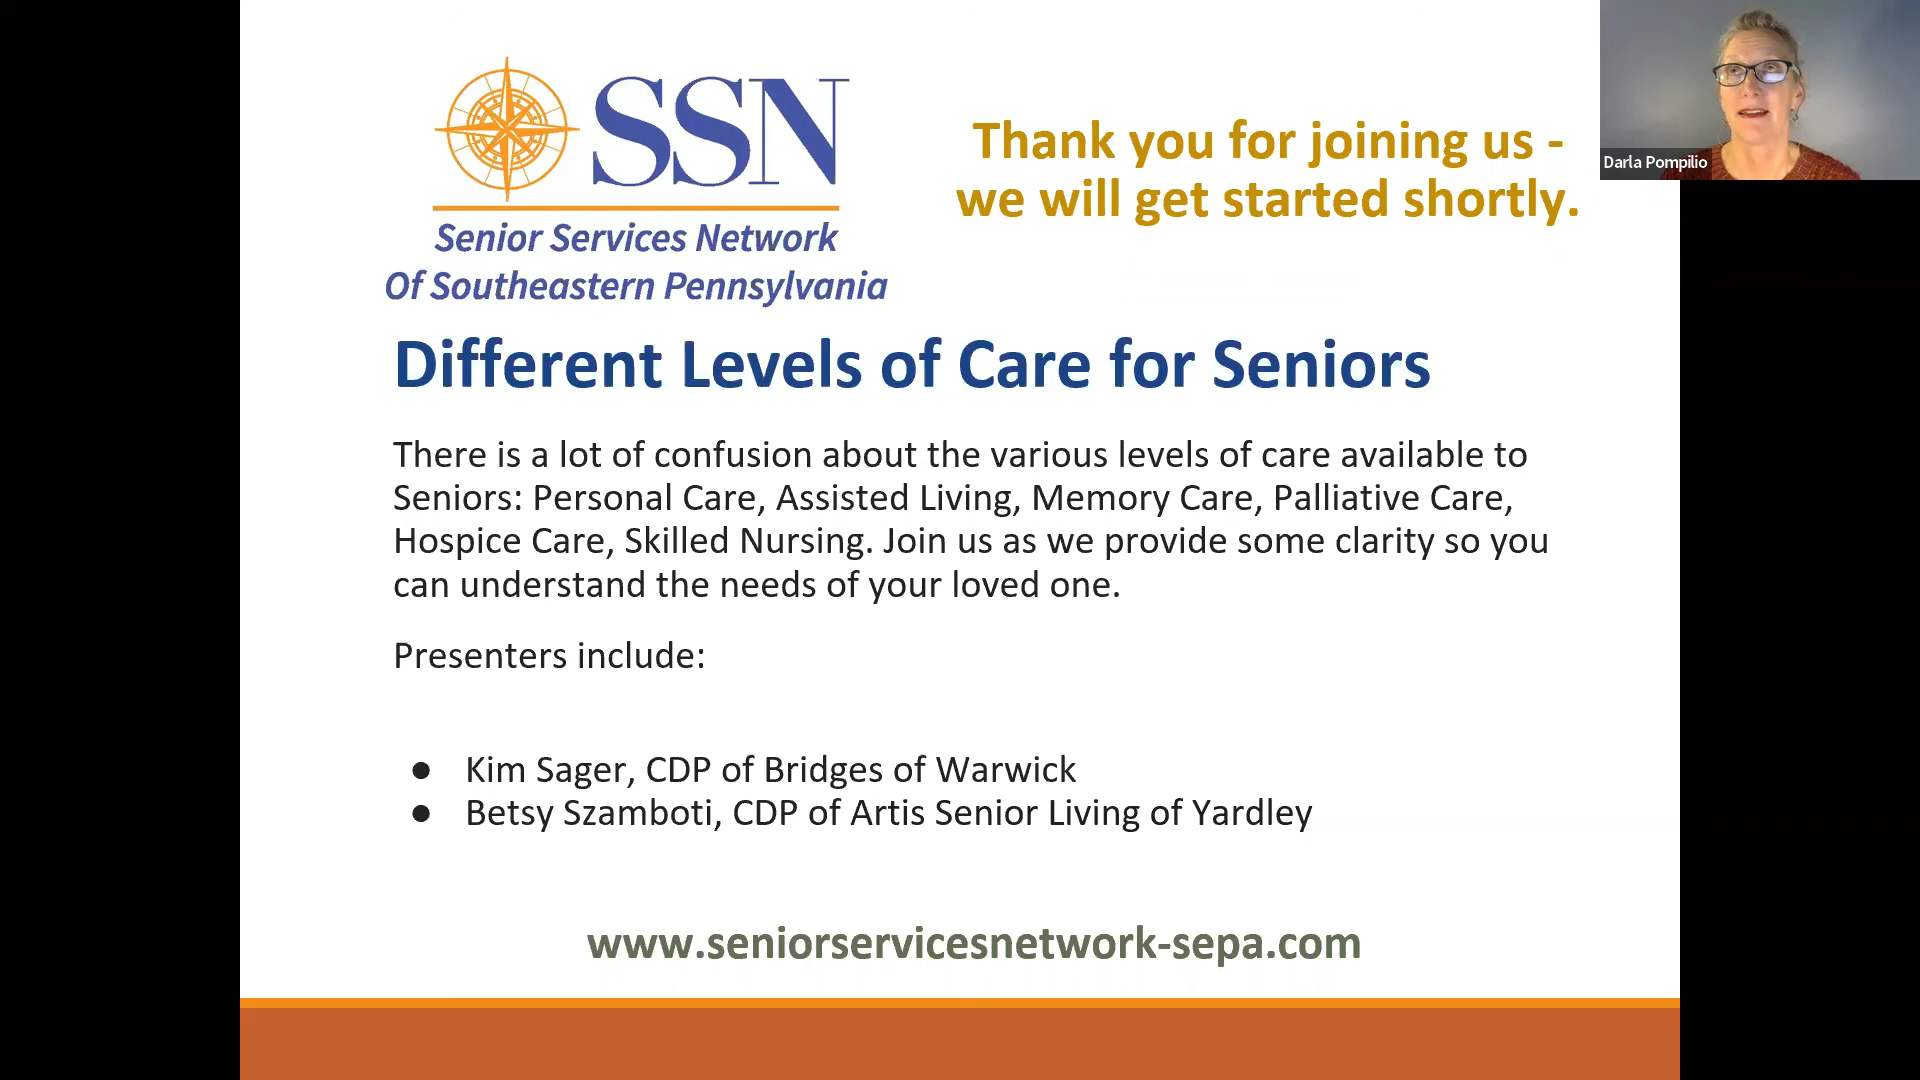 SSN
Senior Services Network
Of Southeastern Pennsylvania
Thank you for joining us -
we will get started shortly.
Darla Pompilio
Different Levels of Care for Seniors
There is a lot of confusion about the various levels of care available to
Seniors: Personal Care, Assisted Living, Memory Care, Palliative Care,
Hospice Care, Skilled Nursing. Join us as we provide some clarity so you
can understand the needs of your loved one.
Presenters include:
● Kim Sager, CDP of Bridges of Warwick
● Betsy Szamboti, CDP of Artis Senior Living of Yardley
www.seniorservicesnetwork-sepa.com